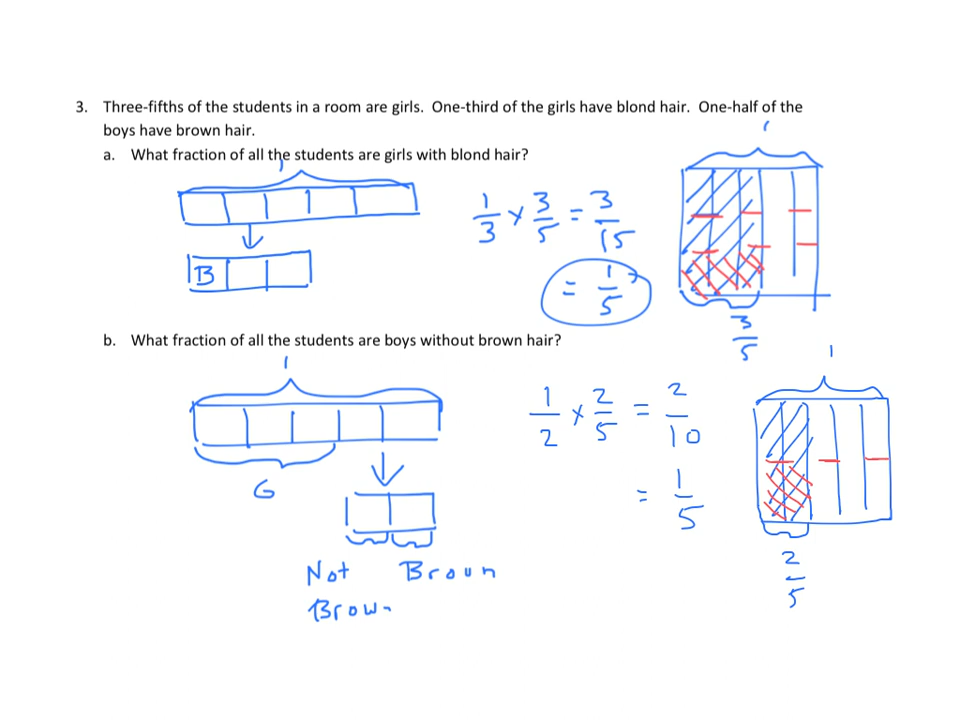 3. Three-fifths of the students in a room are girls. One-third of the girls have blond hair. One-half of the
boys have brown hair.
a. What fraction of all the students are girls with blond hair?
1
1
B
1/3 x 3/5 = 3/15
= 1/5
3/5
b. What fraction of all the students are boys without brown hair?
1
1
G
1/2 x 2/5 = 2/10
= 1/5
Not Brown
Brown
2/5